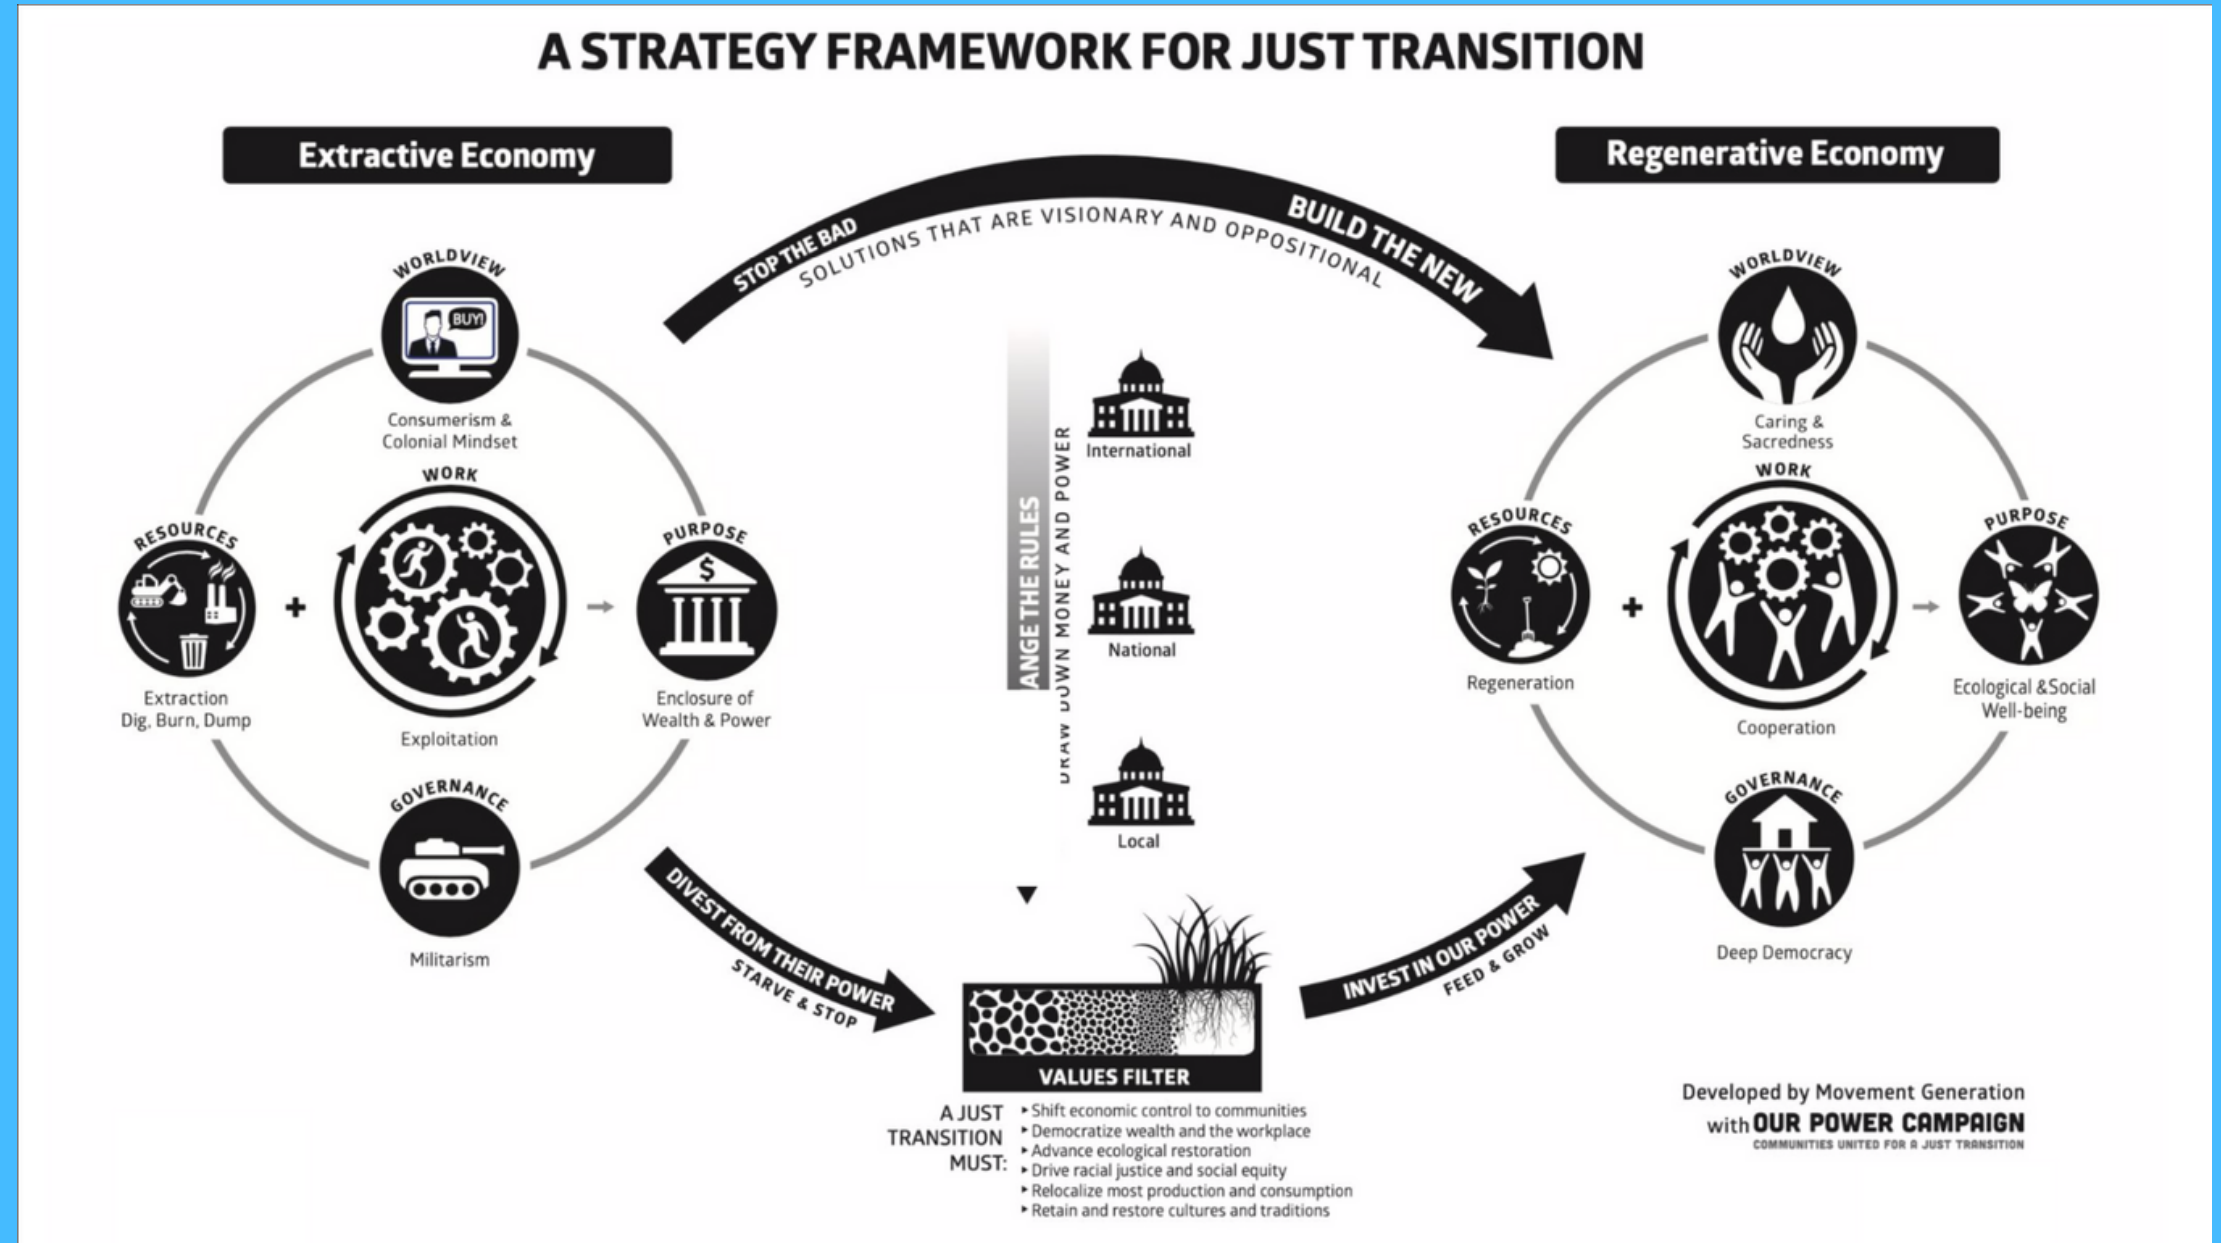 A STRATEGY FRAMEWORK FOR JUST TRANSITION
Extractive Economy
Regenerative Economy
STOP THE BAD
BUILD THE NEW
SOLUTIONS THAT ARE VISIONARY AND OPPOSITIONAL
WORLDVIEW
BUY!
Consumerism &
Colonial Mindset
WORK
Exploitation
RESOURCES
+
Extraction
Dig, Burn, Dump
PURPOSE
$
Enclosure of
Wealth & Power
GOVERNANCE
Militarism
ANGE THE RULES
DRAW DOWN MONEY AND POWER
International
National
Local
WORLDVIEW
Caring &
Sacredness
WORK
Cooperation
RESOURCES
+
Regeneration
PURPOSE
Ecological &Social
Well-being
GOVERNANCE
Deep Democracy
DIVEST FROM THEIR POWER
STARVE & STOP
INVEST IN OUR POWER
FEED & GROW
VALUES FILTER
A JUST
TRANSITION
MUST:
Shift economic control to communities
Democratize wealth and the workplace
Advance ecological restoration
Drive racial justice and social equity
Relocalize most production and consumption
Retain and restore cultures and traditions
Developed by Movement Generation
with OUR POWER CAMPAIGN
COMMUNITIES UNITED FOR A JUST TRANSITION